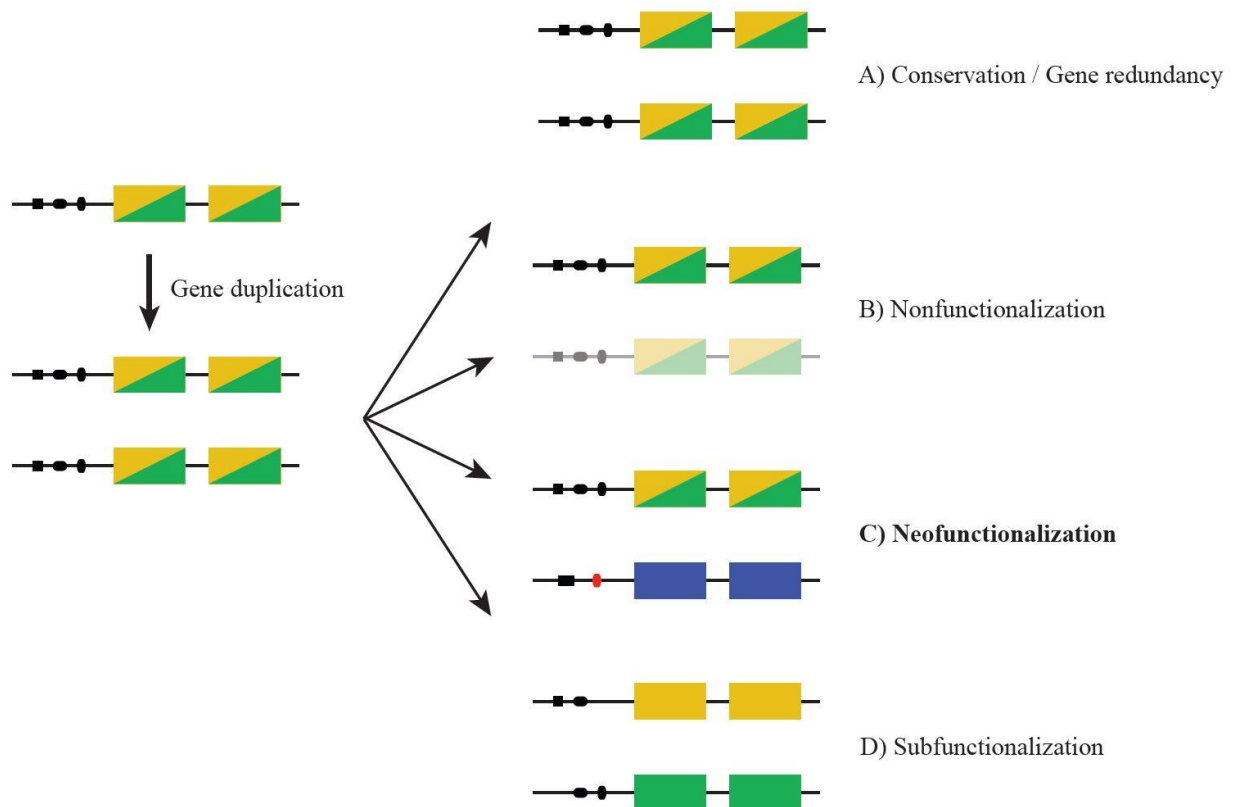 A) Conservation / Gene redundancy
Gene duplication
B) Nonfunctionalization
C) Neofunctionalization
D) Subfunctionalization